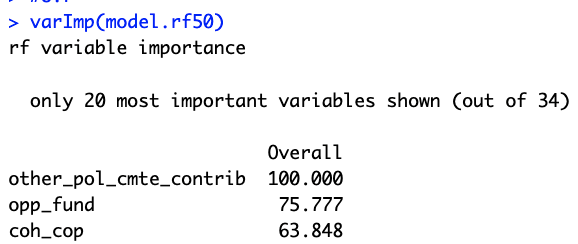 > varImp(model.rf50)
rf variable importance
only 20 most important variables shown (out of 34)
Overall
other_pol_cmte_contrib 100.000
opp_fund 75.777
coh_cop 63.848